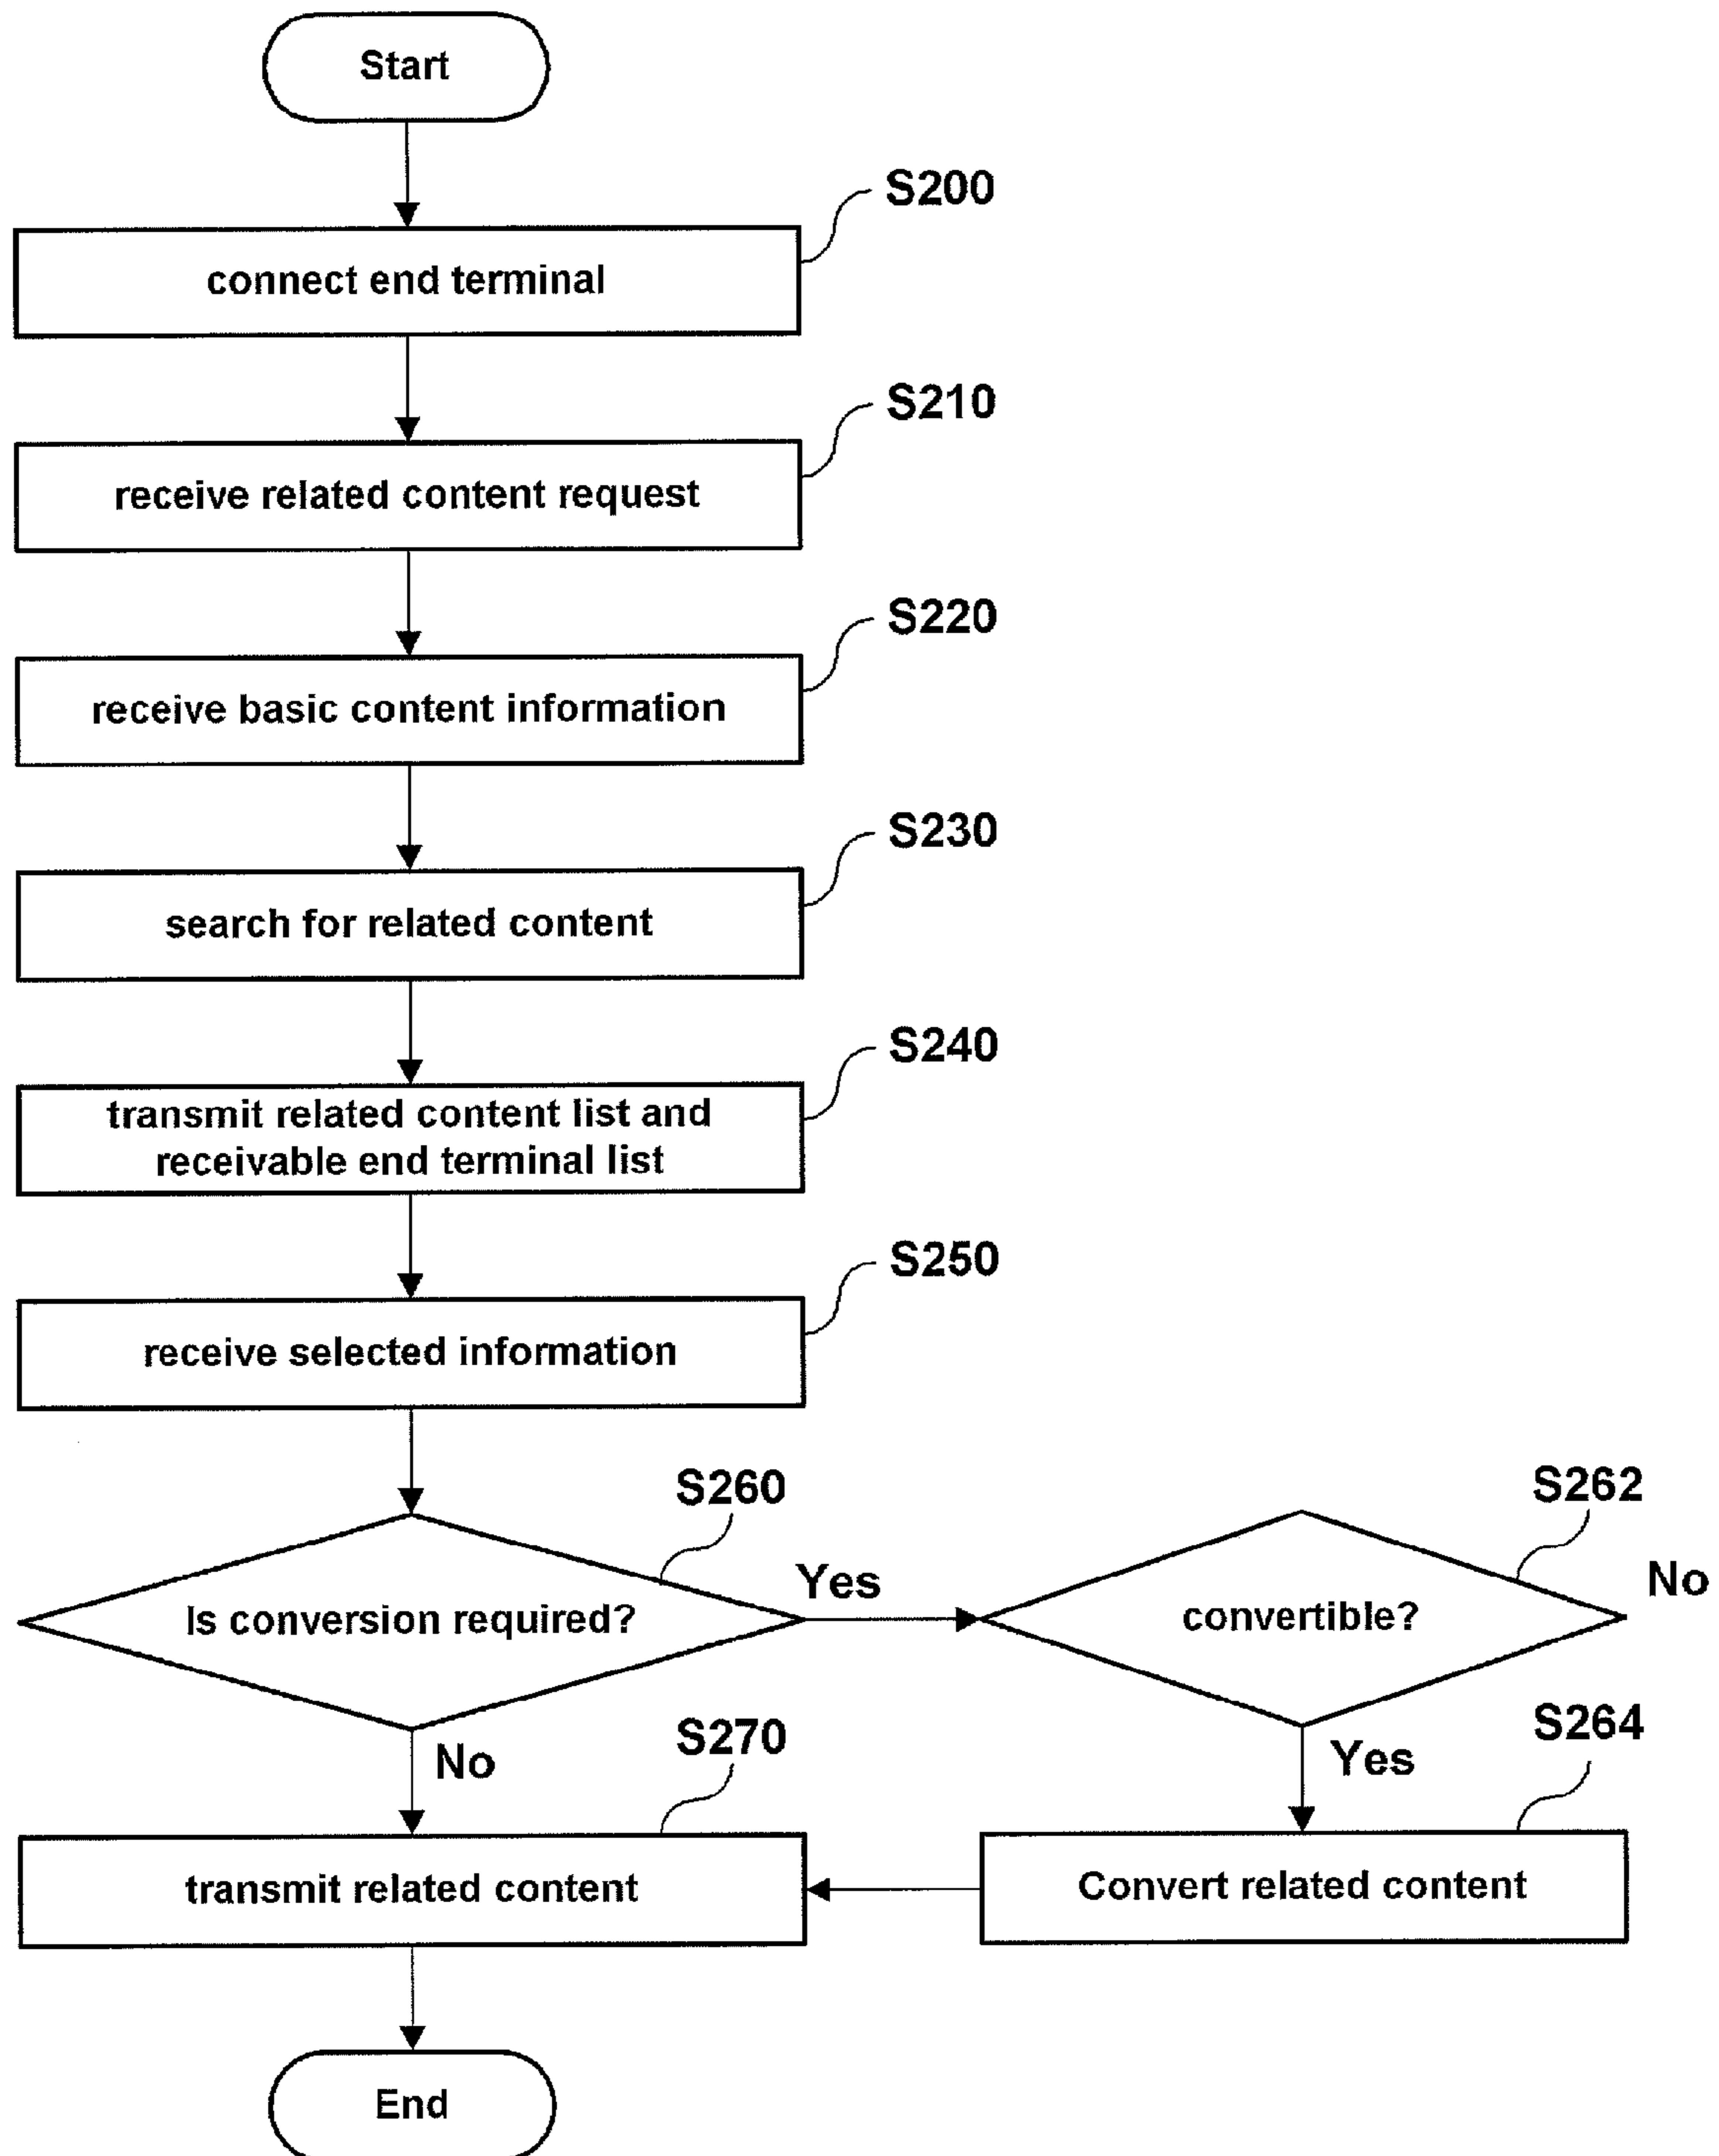 Start
S200
connect end terminal
S210
receive related content request
S220
receive basic content information
S230
search for related content
S240
transmit related content list and
receivable end terminal list
S250
receive selected information
S260
Is conversion required?
Yes
S262
convertible?
No
No
S270
transmit related content
Yes
S264
Convert related content
End